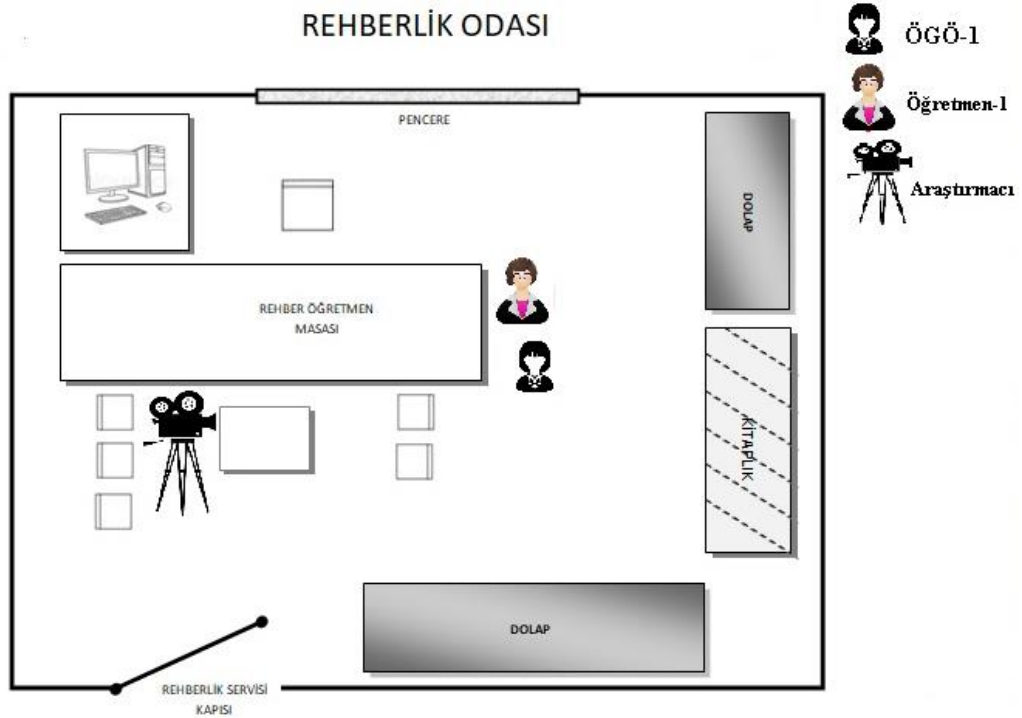 REHBERLİK ODASI
ÖGÖ-1
Öğretmen-1
Araştırmacı
PENCERE
DOLAP
REHBER ÖĞRETMEN
MASASI
KİTAPLIK
DOLAP
REHBERLİK SERVİSİ
KAPISI